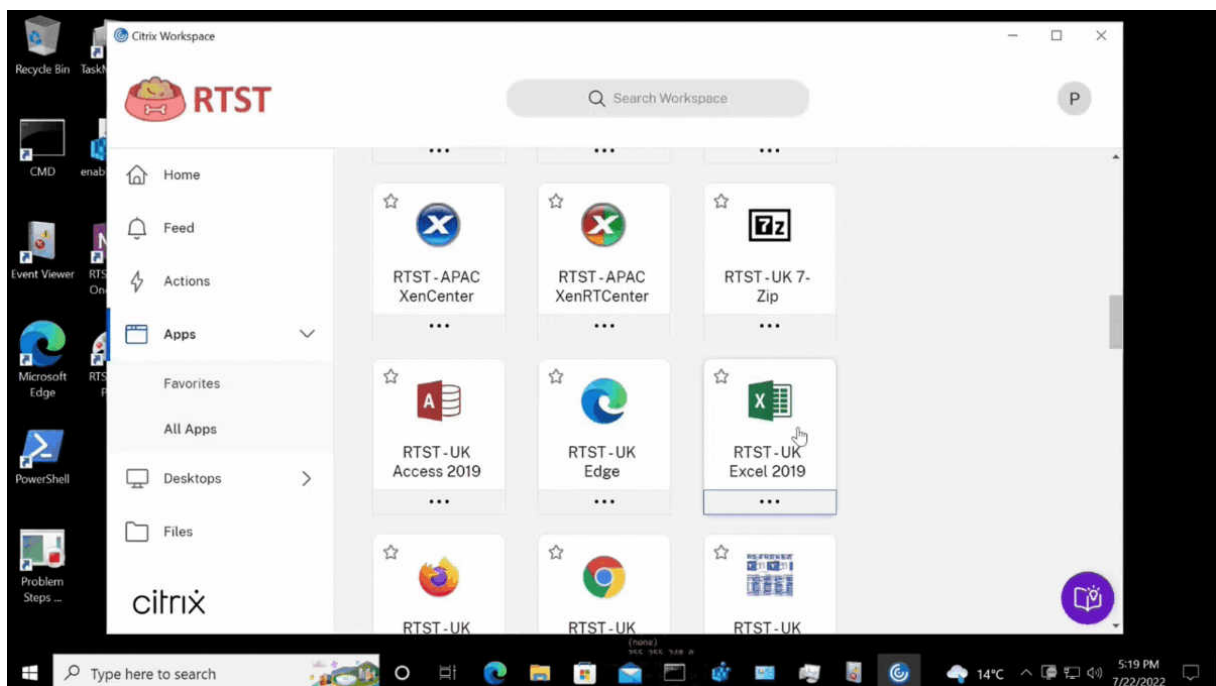 Recycle Bin
CMD
Event Viewer
Microsoft
Edge
PowerShell
Problem
Steps ...
TaskM
enab
RTS
On
RTS
P
Citrix Workspace
RTST
Search Workspace
P
Home
Feed
Actions
Apps
Favorites
All Apps
Desktops
Files
citrix
RTST-APAC
XenCenter
RTST-APAC
XenRTCenter
RTST-UK 7-
Zip
RTST-UK
Access 2019
RTST-UK
Edge
RTST-UK
Excel 2019
RTST-UK
RTST-UK
RTST-UK
(none)
Type here to search
14°C
5:19 PM
7/22/2022